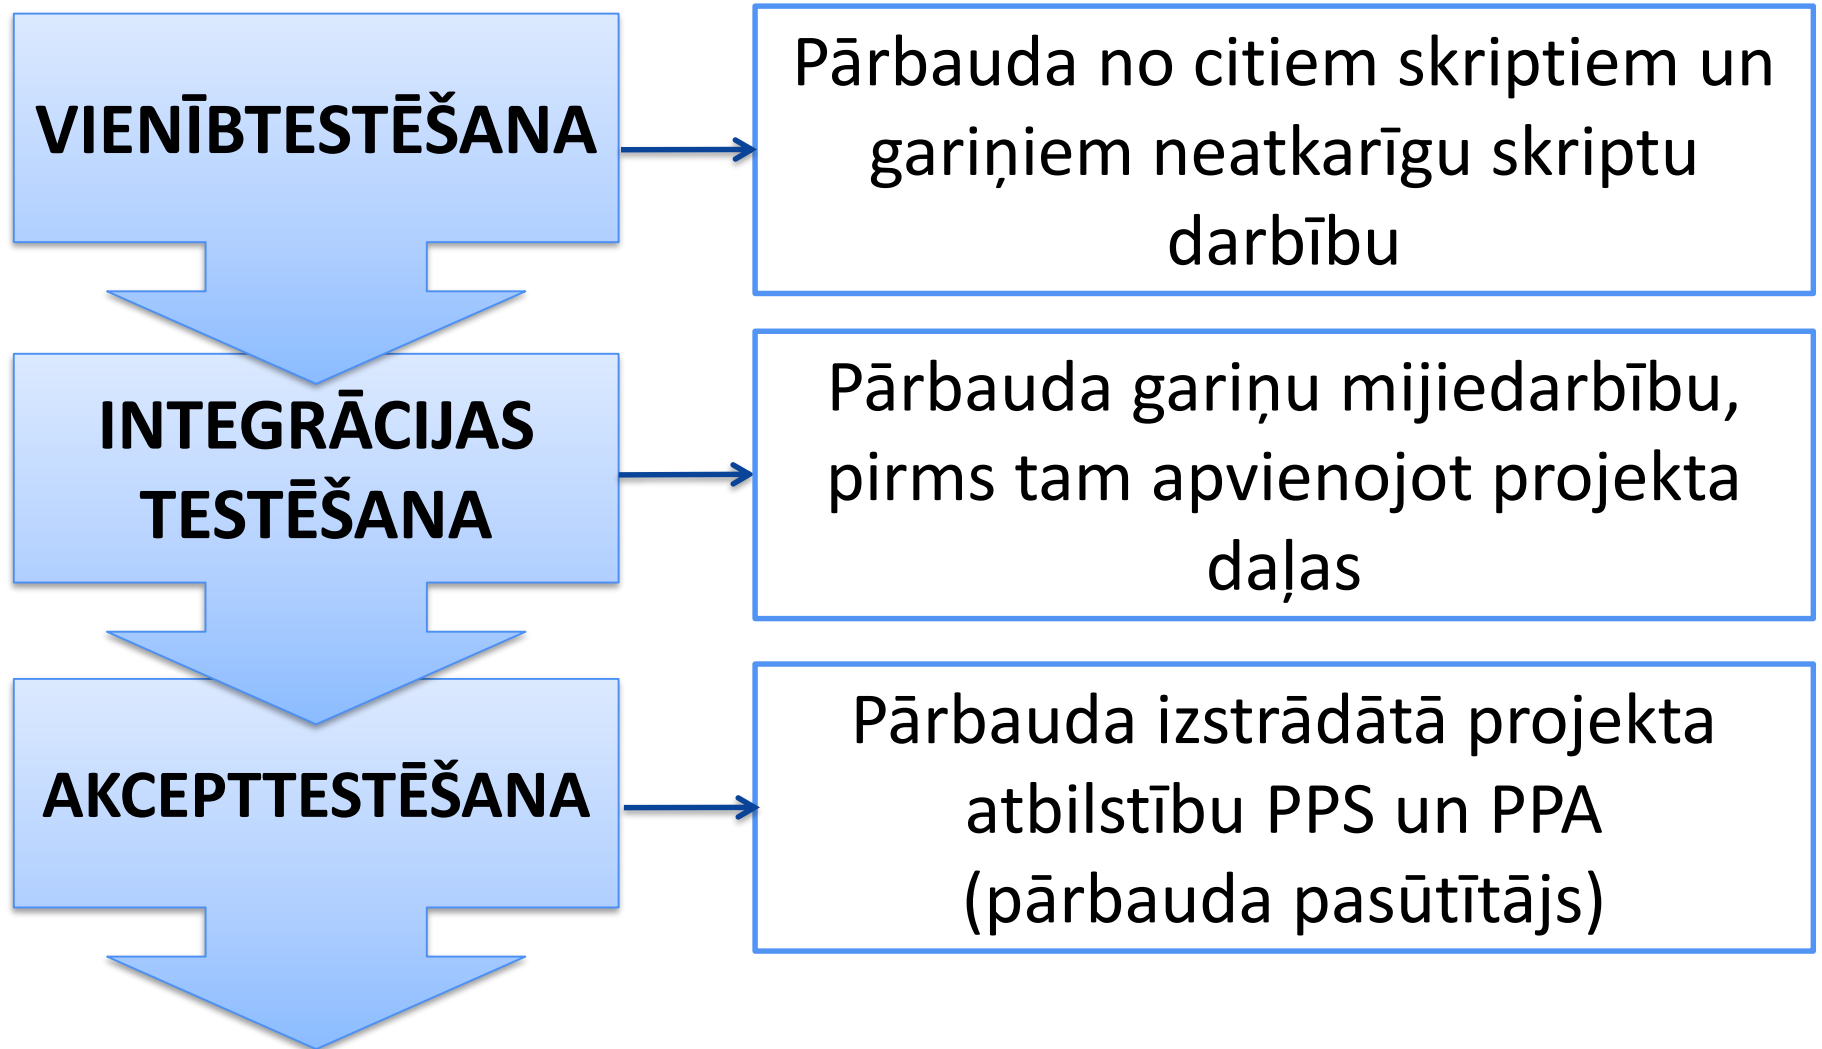 VIENĪBTESTĒŠANA
Pārbauda no citiem skriptiem un
gariņiem neatkarīgu skriptu
darbību
INTEGRĀCIJAS
TESTĒŠANA
Pārbauda gariņu mijiedarbību,
pirms tam apvienojot projekta
daļas
AKCEPTTESTĒŠANA
Pārbauda izstrādātā projekta
atbilstību PPS un PPA
(pārbauda pasūtītājs)